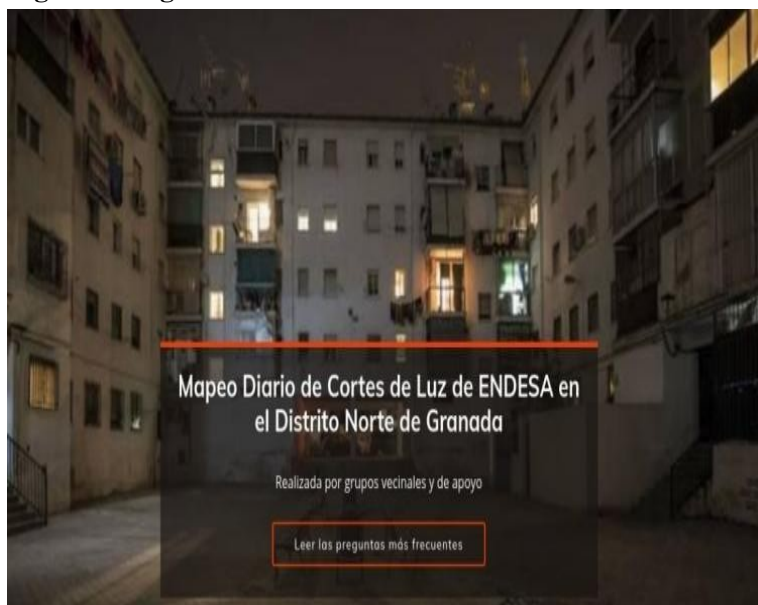 Mapeo Diario de Cortes de Luz de ENDESA en
el Distrito Norte de Granada
Realizada por grupos vecinales y de apoyo
Leer las preguntas más frecuentes